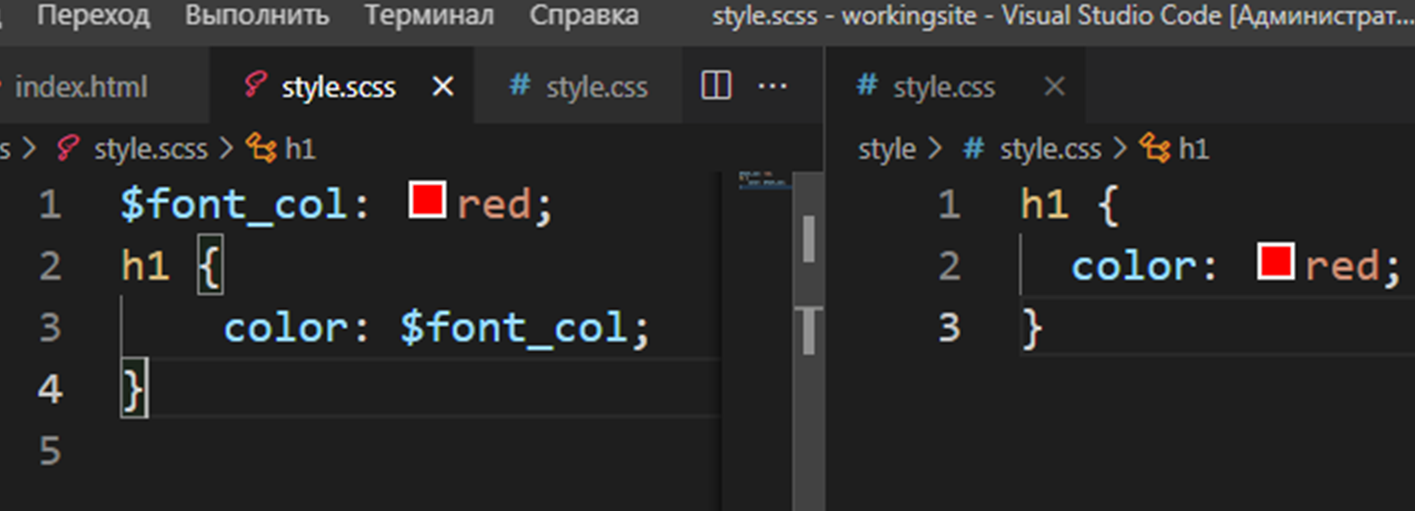 Переход Выполнить Терминал Справка style.scss - workingsite - Visual Studio Code [Администрат...
index.html style.scss × # style.css ...
s > style.scss > h1
1 $font_col: red;
2 h1 {
3 color: $font_col;
4 }
5
# style.css ×
style > # style.css > h1
1 h1 {
2 color: red;
3 }